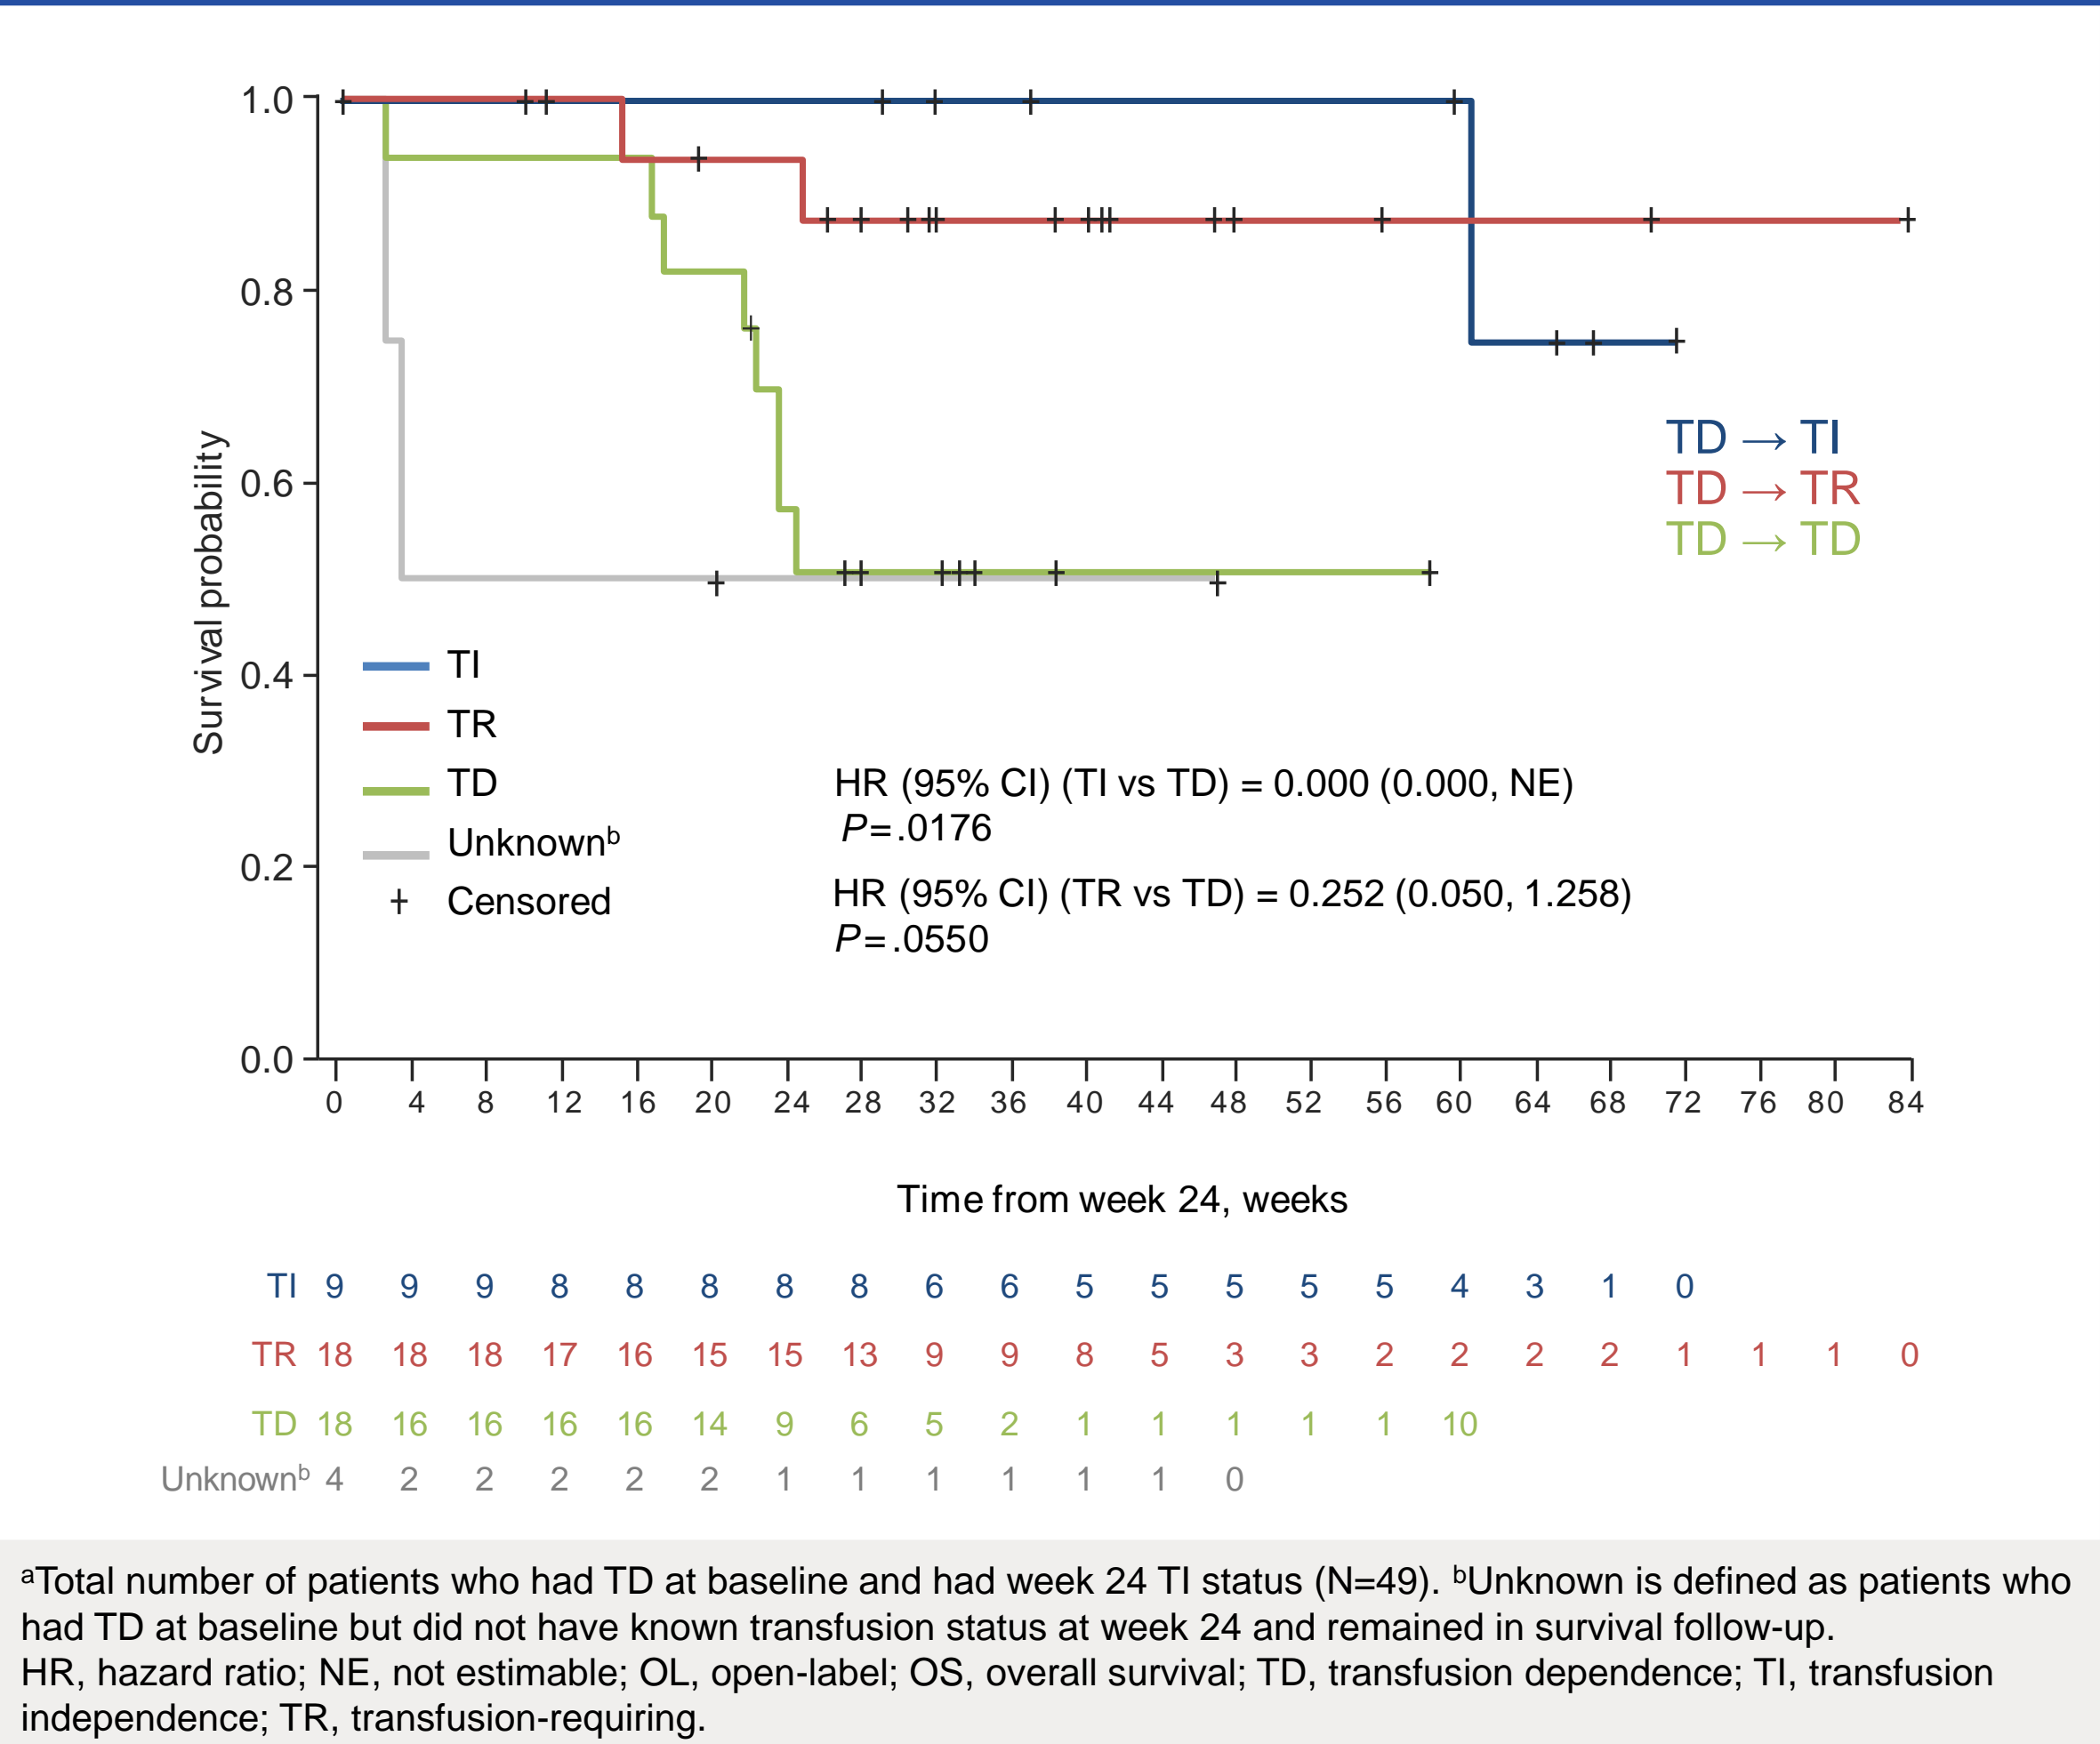 1.0
0.8
0.6
0.4
0.2
0.0
Survival probability
TD → TI
TD → TR
TD → TD
TI
TR
TD
Unknownᵇ
Censored
HR (95% CI) (TI vs TD) = 0.000 (0.000, NE)
P=.0176
HR (95% CI) (TR vs TD) = 0.252 (0.050, 1.258)
P=.0550
0 4 8 12 16 20 24 28 32 36 40 44 48 52 56 60 64 68 72 76 80 84
Time from week 24, weeks
TI 9 9 9 8 8 8 8 8 6 6 5 5 5 5 5 4 3 1 0
TR 18 18 18 17 16 15 15 13 9 9 8 5 3 3 2 2 2 2 1 1 1 0
TD 18 16 16 16 16 14 9 6 5 2 1 1 1 1 1 10
Unknownᵇ 4 2 2 2 2 2 1 1 1 1 1 1 0
ᵃTotal number of patients who had TD at baseline and had week 24 TI status (N=49). ᵇUnknown is defined as patients who
had TD at baseline but did not have known transfusion status at week 24 and remained in survival follow-up.
HR, hazard ratio; NE, not estimable; OL, open-label; OS, overall survival; TD, transfusion dependence; TI, transfusion
independence; TR, transfusion-requiring.